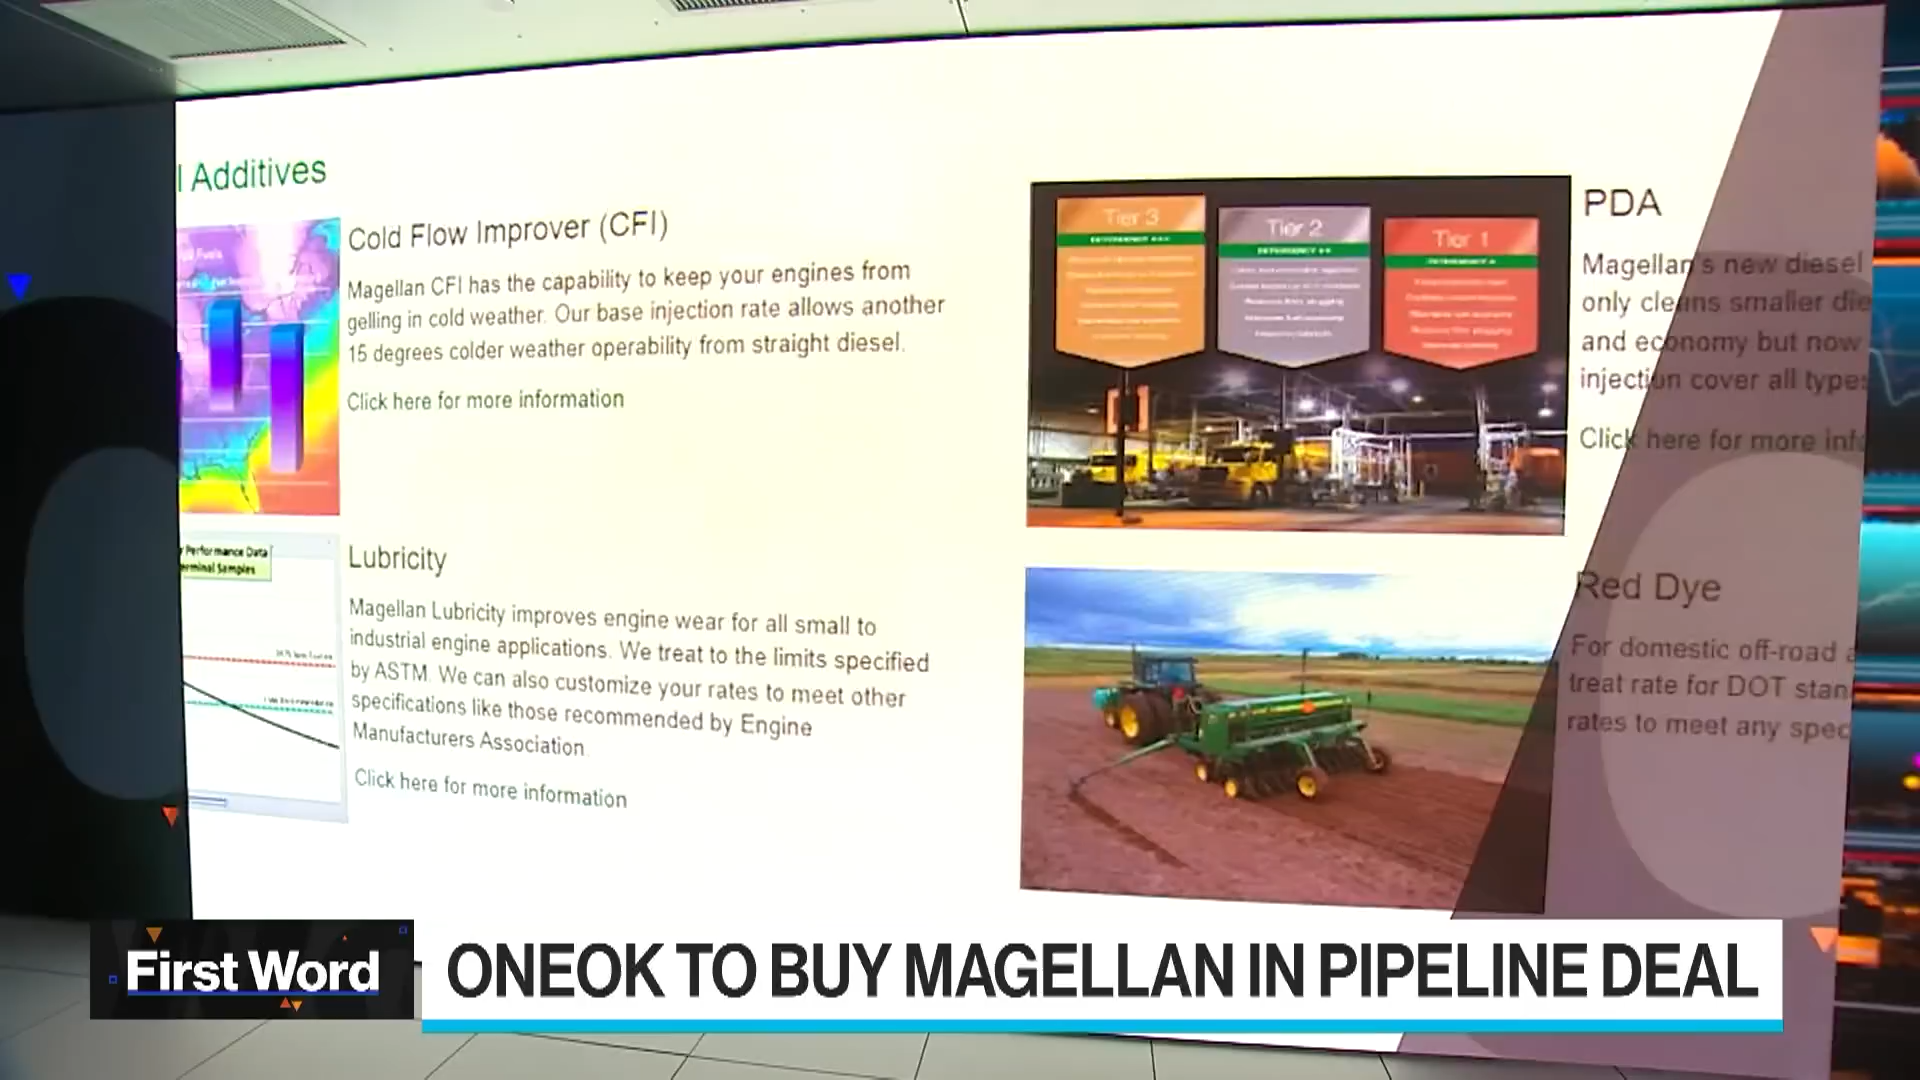 Additives
Cold Flow Improver (CFI)
Magellan CFI has the capability to keep your engines from
gelling in cold weather. Our base injection rate allows another
15 degrees colder weather operability from straight diesel.
Click here for more information
Performance Data
Samples
Lubricity
Magellan Lubricity improves engine wear for all small to
industrial engine applications. We treat to the limits specified
by ASTM. We can also customize your rates to meet other
specifications like those recommended by Engine
Manufacturers Association
Click here for more information
Tier 3
Tier 2
Tier 1
PDA
Magellan's new diesel
only cleans smaller die
and economy but now
injection cover all types
Click here for more info
Red Dye
For domestic off-road a
treat rate for DOT stan
rates to meet any spec
First Word
ONEOK TO BUY MAGELLAN IN PIPELINE DEAL